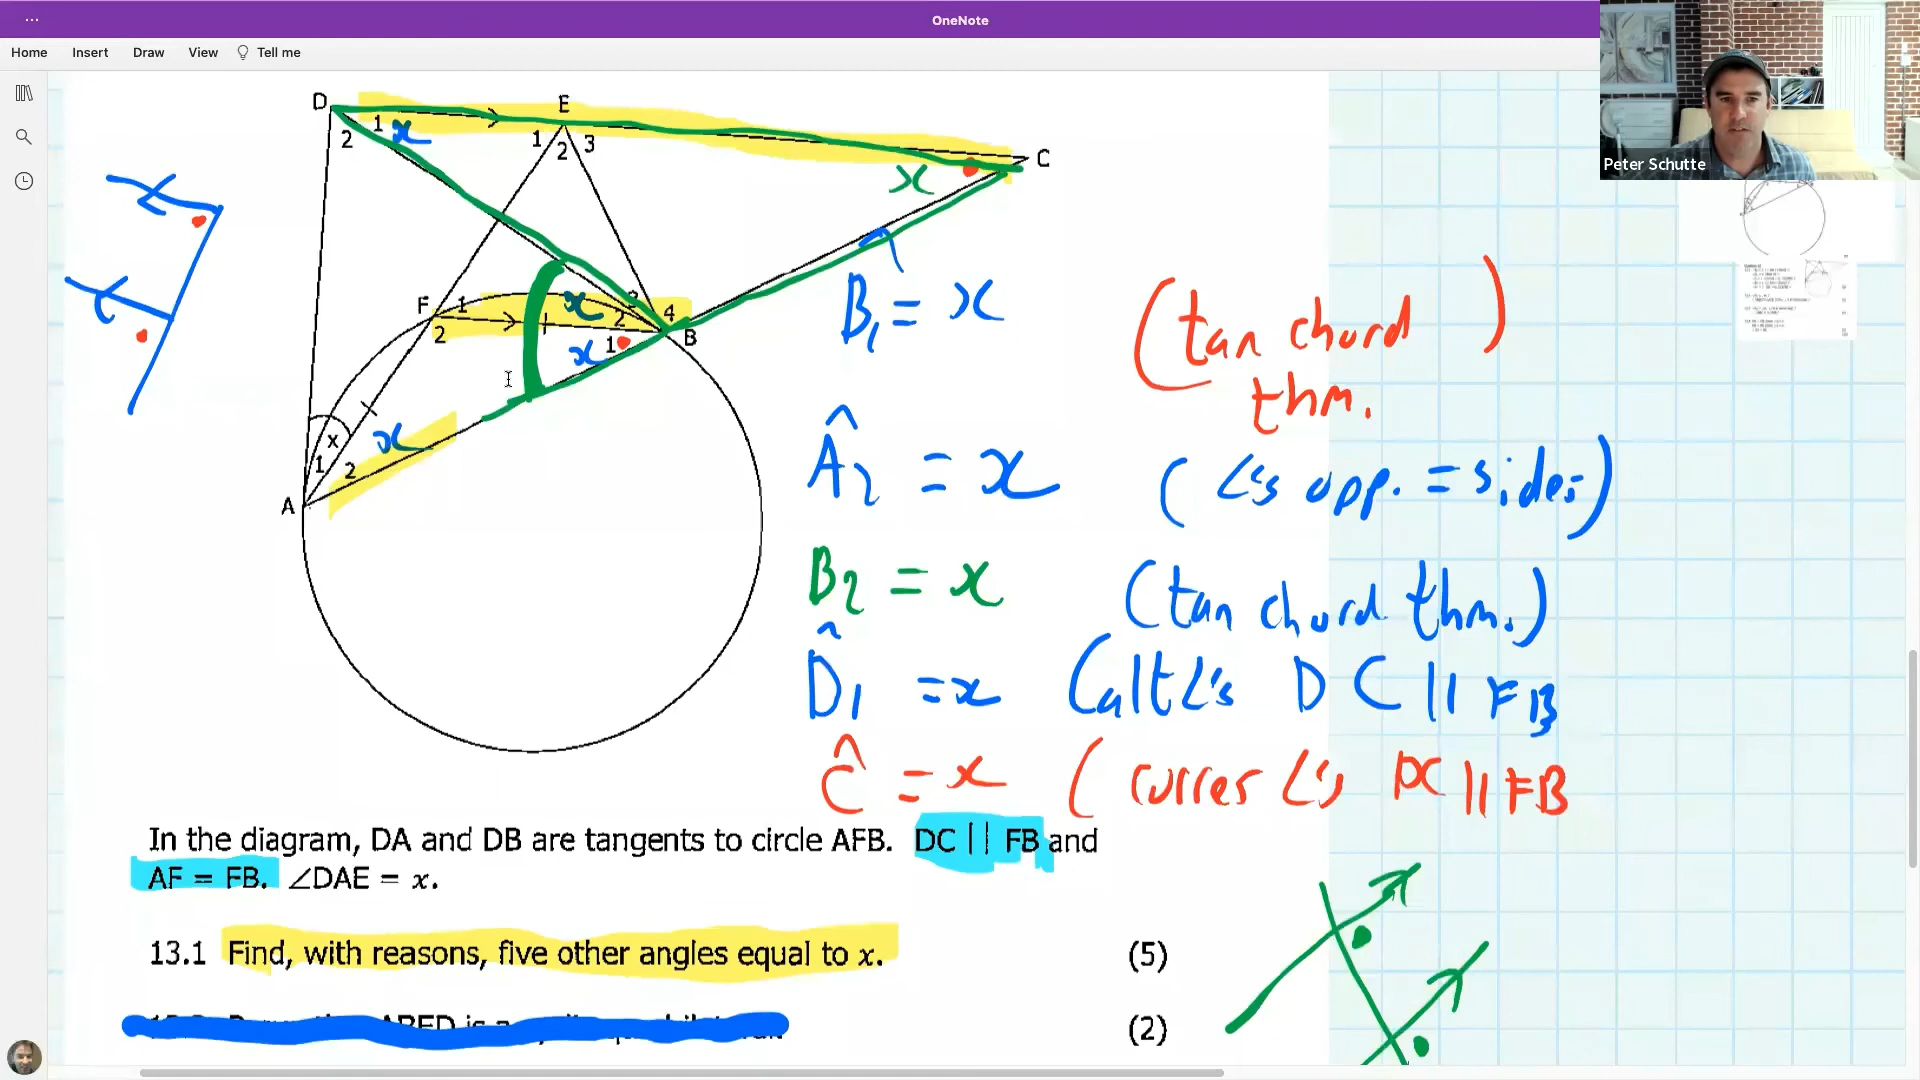 OneNote
Home Insert Draw View Tell me
Peter Schutte
D E C
1 x 2 1 2 3 x
F 1 x 2 4 B
2 x 1
x x
1 2
A
B̂1 = x (tan chord thm.)
Â2 = x (∠'s opp. = sides)
B2 = x (tan chord thm.)
D̂1 = x (alt ∠'s DC || FB
Ĉ = x (corres ∠'s DC || FB
In the diagram, DA and DB are tangents to circle AFB. DC || FB and
AF = FB. ∠DAE = x.
13.1 Find, with reasons, five other angles equal to x. (5)
(2)